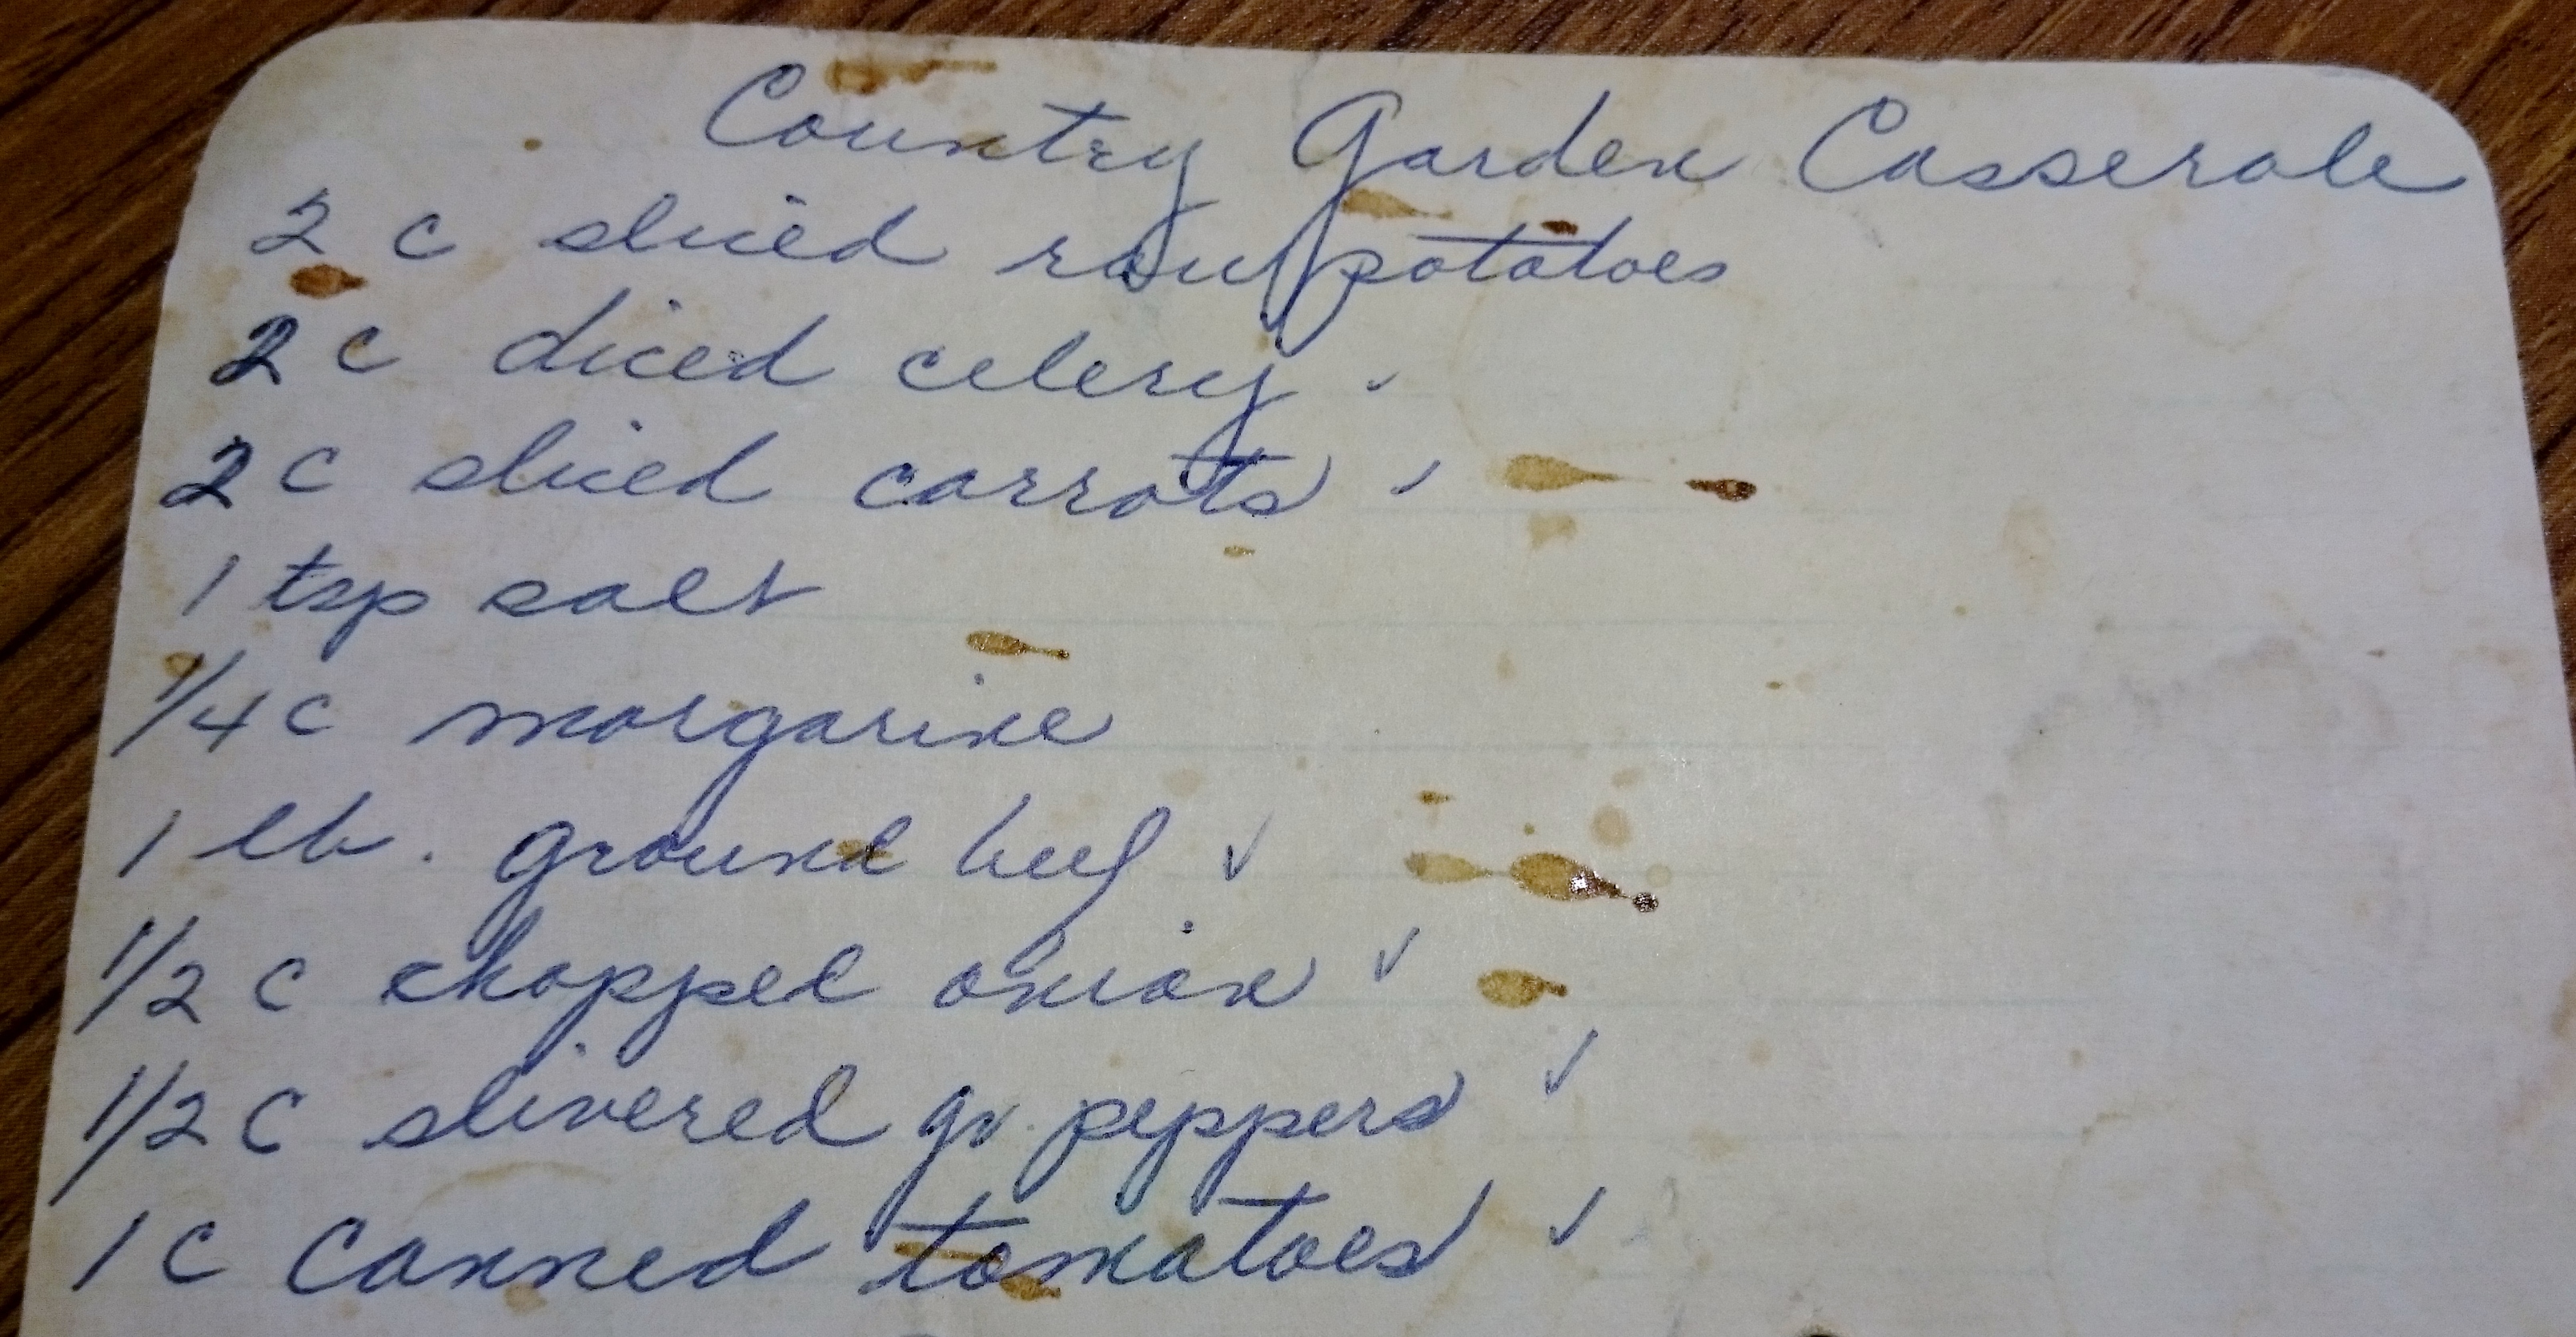 Country Garden Casserole
2 c sliced raw potatoes
2 c diced celery ✓
2 c sliced carrots ✓
1 tsp salt
1/4 c margarine
1 lb. ground beef ✓
1/2 c chopped onion ✓
1/2 c slivered gr. peppers ✓
1 c canned tomatoes ✓